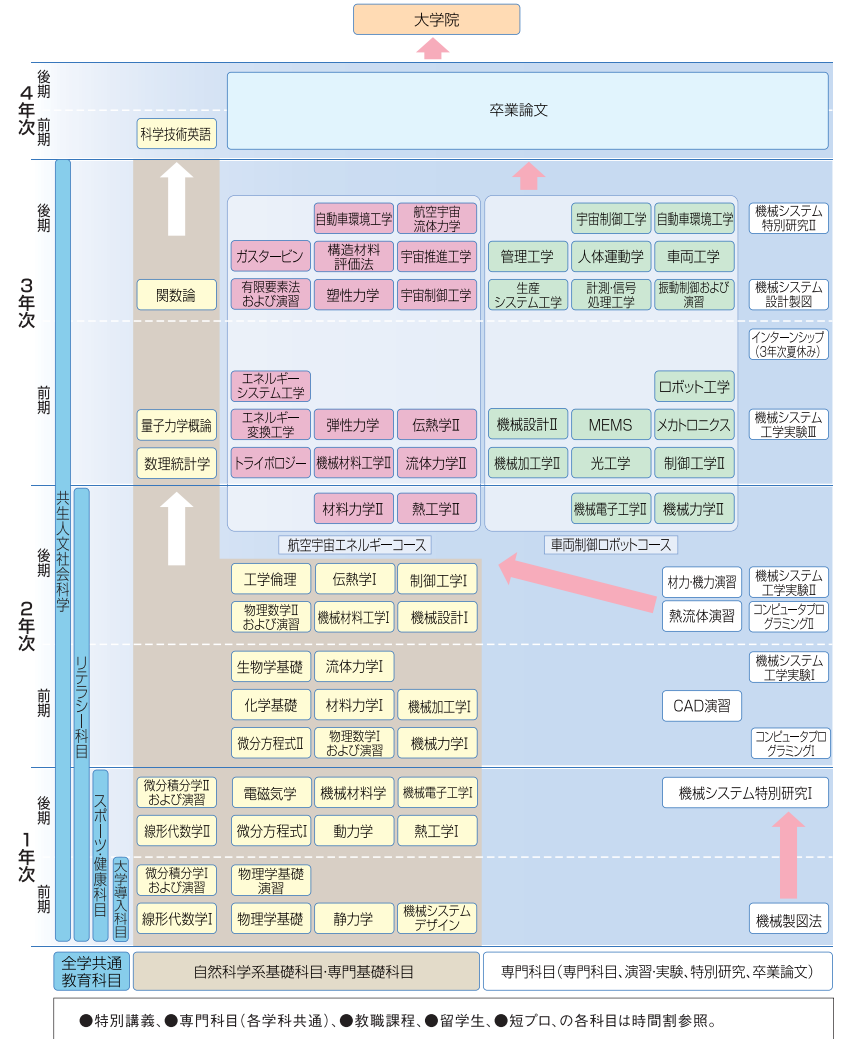 大学院
4年次
後期
前期
卒業論文
科学技術英語
3年次
後期
前期
自動車環境工学
航空宇宙
流体力学
宇宙制御工学
自動車環境工学
機械システム
特別研究Ⅱ
ガスタービン
構造材料
評価法
宇宙推進工学
管理工学
人体運動学
車両工学
関数論
有限要素法
および演習
塑性力学
宇宙制御工学
生産
システム工学
計測・信号
処理工学
振動制御および
演習
機械システム
設計製図
インターンシップ
(3年次夏休み)
エネルギー
システム工学
ロボット工学
量子力学概論
エネルギー
変換工学
弾性力学
伝熱学Ⅱ
機械設計Ⅱ
MEMS
メカトロニクス
機械システム
工学実験Ⅲ
数理統計学
トライボロジー
機械材料工学Ⅱ
流体力学Ⅱ
機械加工学Ⅱ
光工学
制御工学Ⅱ
2年次
後期
前期
材料力学Ⅱ
熱工学Ⅱ
機械電子工学Ⅱ
機械力学Ⅱ
航空宇宙エネルギーコース
車両制御ロボットコース
工学倫理
伝熱学Ⅰ
制御工学Ⅰ
材力・機力演習
機械システム
工学実験Ⅱ
物理数学Ⅱ
および演習
機械材料工学Ⅰ
機械設計Ⅰ
熱流体演習
コンピュータプロ
グラミングⅡ
生物学基礎
流体力学Ⅰ
機械システム
工学実験Ⅰ
化学基礎
材料力学Ⅰ
機械加工学Ⅰ
CAD演習
微分方程式Ⅱ
物理数学Ⅰ
および演習
機械力学Ⅰ
コンピュータプロ
グラミングⅠ
1年次
後期
前期
微分積分学Ⅱ
および演習
電磁気学
機械材料学
機械電子工学Ⅰ
機械システム特別研究Ⅰ
線形代数学Ⅱ
微分方程式Ⅰ
動力学
熱工学Ⅰ
微分積分学Ⅰ
および演習
物理学基礎
演習
線形代数学Ⅰ
物理学基礎
静力学
機械システム
デザイン
機械製図法
共生人文社会科学
リテラシー科目
スポーツ・健康科目
大学導入科目
全学共通
教育科目
自然科学系基礎科目・専門基礎科目
専門科目(専門科目、演習・実験、特別研究、卒業論文)
●特別講義、●専門科目(各学科共通)、●教職課程、●留学生、●短プロ、の各科目は時間割参照。